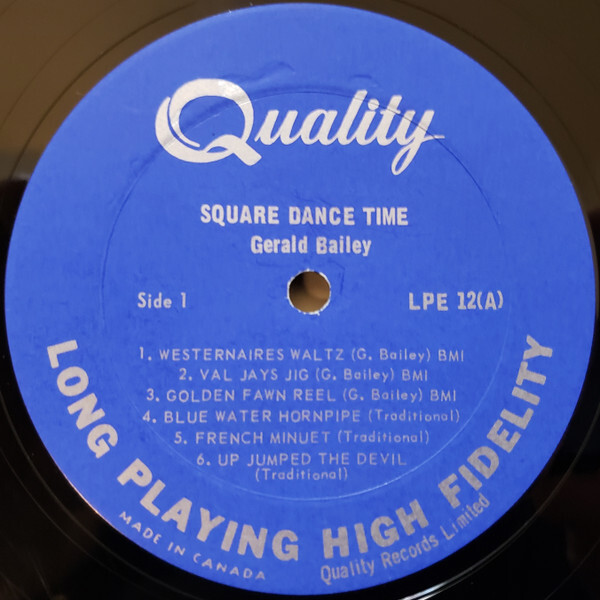 Quality
SQUARE DANCE TIME
Gerald Bailey
Side 1
LPE 12(A)
1. WESTERNAIRES WALTZ (G. Bailey) BMI
2. VAL JAYS JIG (G. Bailey) BMI
3. GOLDEN FAWN REEL (G. Bailey) BMI
4. BLUE WATER HORNPIPE (Traditional)
5. FRENCH MINUET (Traditional)
6. UP JUMPED THE DEVIL
(Traditional)
LONG PLAYING HIGH FIDELITY
MADE IN CANADA
Quality Records Limited